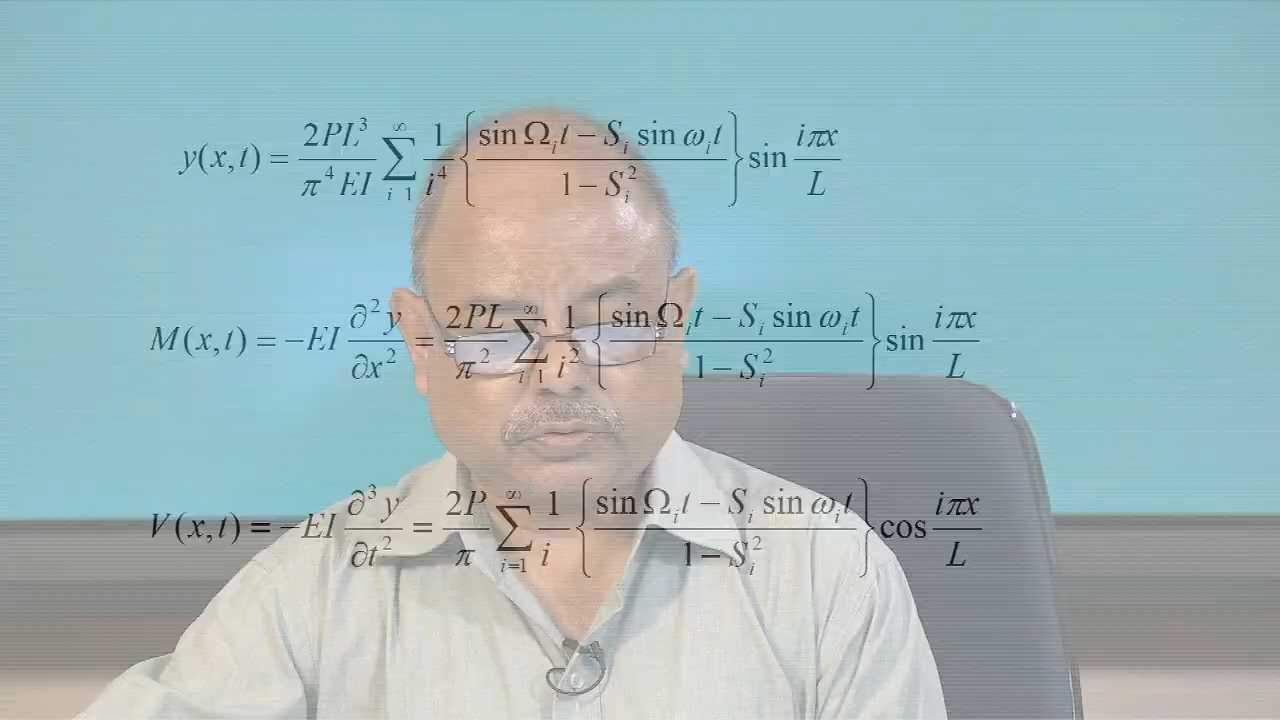 y(x,t) = \frac{2PL^3}{\pi^4 EI} \sum_{i=1}^{\infty} \frac{1}{i^4} \left\{ \frac{\sin \Omega_i t - S_i \sin \omega_i t}{1 - S_i^2} \right\} \sin \frac{i\pi x}{L}
M(x,t) = -EI \frac{\partial^2 y}{\partial x^2} = \frac{2PL}{\pi^2} \sum_{i=1}^{\infty} \frac{1}{i^2} \left\{ \frac{\sin \Omega_i t - S_i \sin \omega_i t}{1 - S_i^2} \right\} \sin \frac{i\pi x}{L}
V(x,t) = -EI \frac{\partial^3 y}{\partial t^2} = \frac{2P}{\pi} \sum_{i=1}^{\infty} \frac{1}{i} \left\{ \frac{\sin \Omega_i t - S_i \sin \omega_i t}{1 - S_i^2} \right\} \cos \frac{i\pi x}{L}